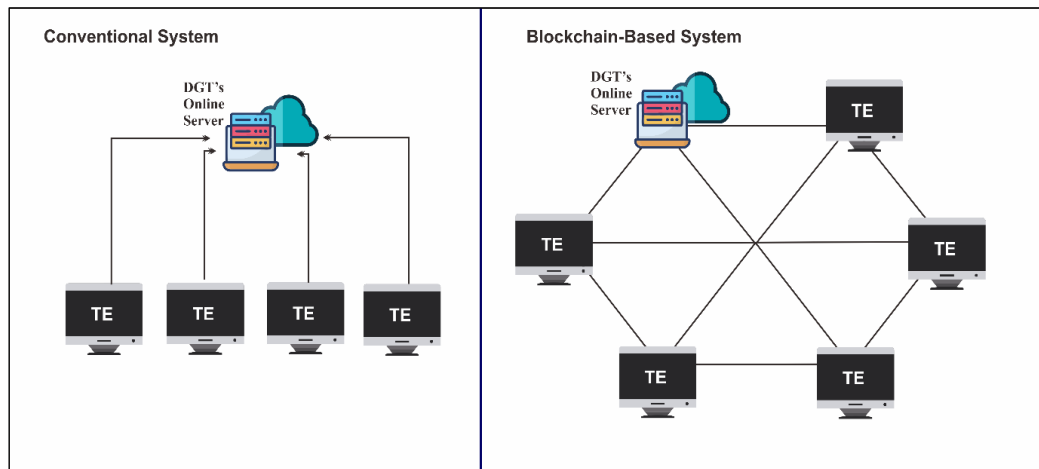 Conventional System
DGT's
Online
Server
TE
TE
TE
TE
Blockchain-Based System
DGT's
Online
Server
TE
TE
TE
TE
TE